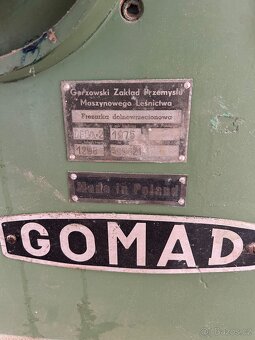 Gorzowski Zakład Przemysłu
Maszynowego Leśnictwa
Frezarka dolnowrzecionowa
1975
Made in Poland
GOMAD